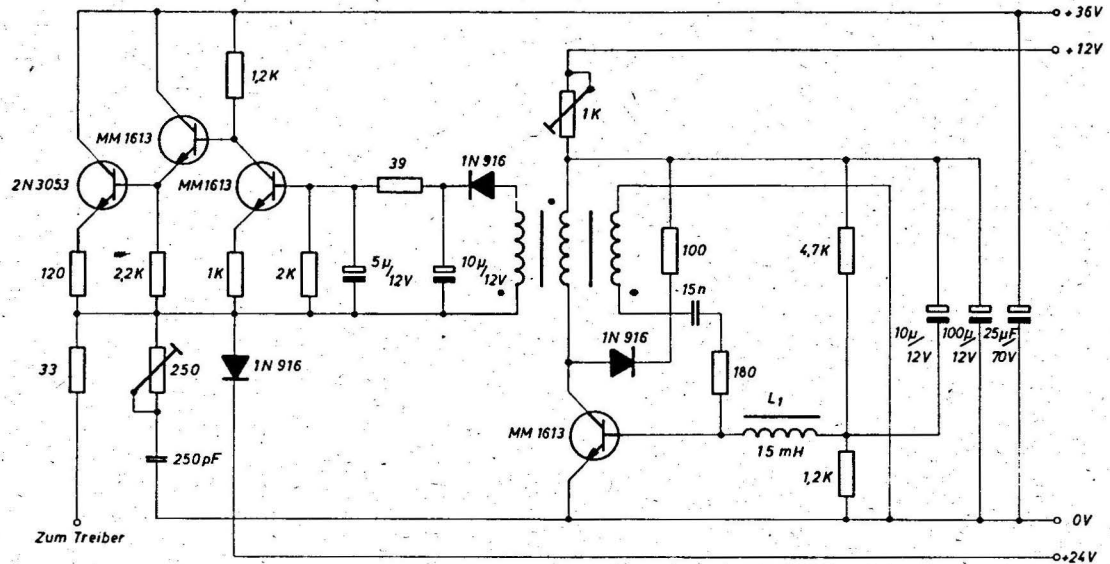 +36V
+12V
1,2K
1K
MM 1613
39
1N 916
2N 3053
MM 1613
120
2,2K
1K
2K
5µ/12V
10µ/12V
100
4,7K
15n
10µ/12V
100µ/12V
25µF/70V
1N 916
33
250
1N 916
180
L1
MM 1613
15 mH
1,2K
250pF
0V
Zum Treiber
+24V